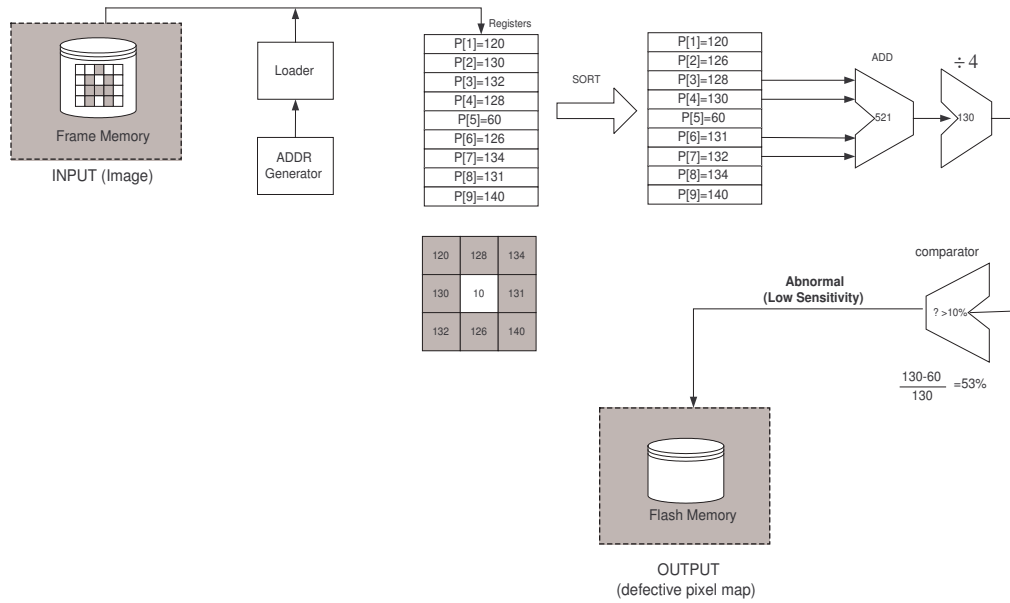 Frame Memory
INPUT (Image)
Loader
ADDR
Generator
Registers
P[1]=120
P[2]=130
P[3]=132
P[4]=128
P[5]=60
P[6]=126
P[7]=134
P[8]=131
P[9]=140
SORT
P[1]=120
P[2]=126
P[3]=128
P[4]=130
P[5]=60
P[6]=131
P[7]=132
P[8]=134
P[9]=140
ADD
521
÷4
130
120 128 134
130 10 131
132 126 140
comparator
? >10%
130-60
130
=53%
Abnormal
(Low Sensitivity)
Flash Memory
OUTPUT
(defective pixel map)